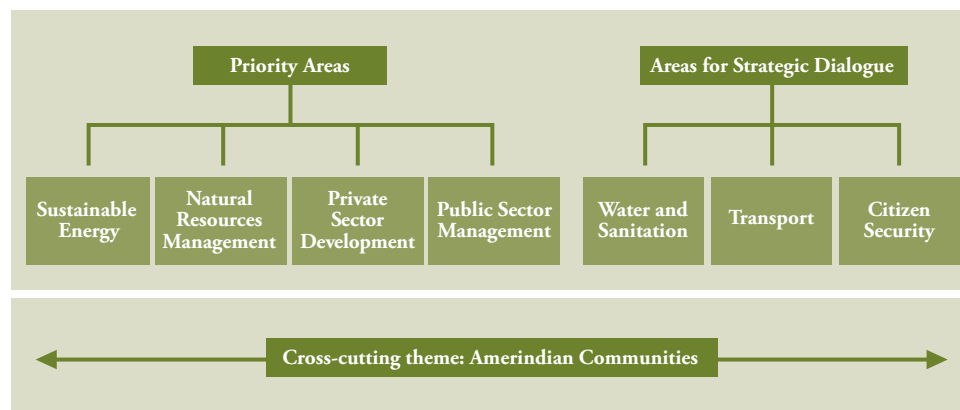 Priority Areas
Areas for Strategic Dialogue
Sustainable
Energy
Natural
Resources
Management
Private
Sector
Development
Public Sector
Management
Water and
Sanitation
Transport
Citizen
Security
Cross-cutting theme: Amerindian Communities